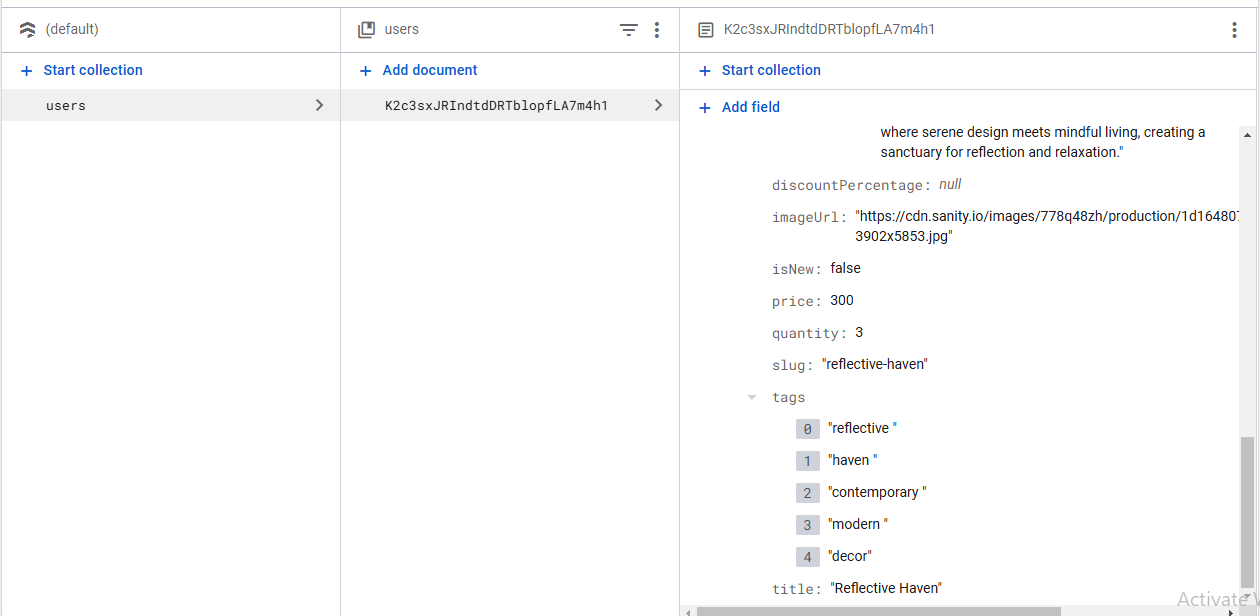 (default)
users
K2c3sxJRIndtdDRTblopfLA7m4h1
+ Start collection
+ Add document
+ Start collection
users
K2c3sxJRIndtdDRTblopfLA7m4h1
+ Add field
where serene design meets mindful living, creating a
sanctuary for reflection and relaxation."
discountPercentage: null
imageUrl: "https://cdn.sanity.io/images/778q48zh/production/1d164807
3902x5853.jpg"
isNew: false
price: 300
quantity: 3
slug: "reflective-haven"
tags
0 "reflective "
1 "haven "
2 "contemporary "
3 "modern "
4 "decor"
title: "Reflective Haven"
Activate